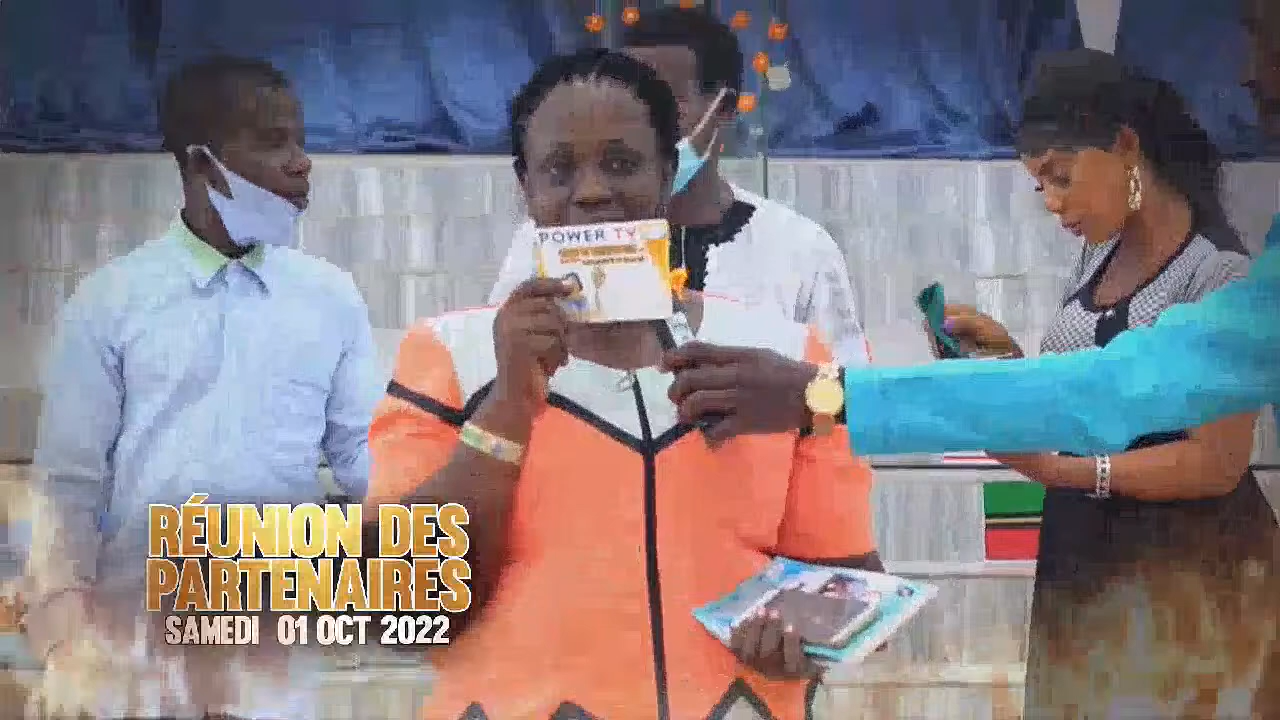 POWER TV
RÉUNION DES
PARTENAIRES
SAMEDI 01 OCT 2022